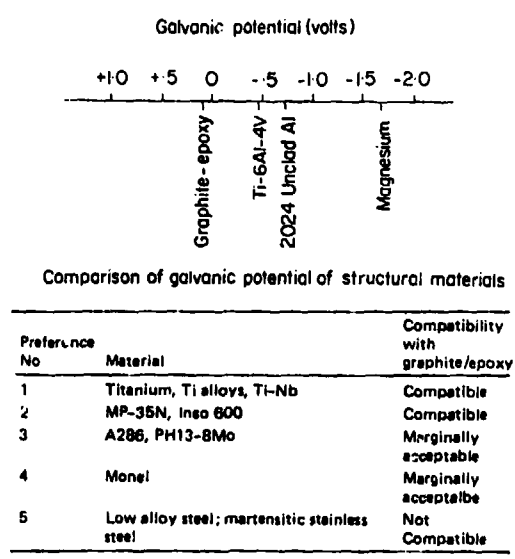 Galvanic potential (volts)
+1·0 +·5 0 -·5 -1·0 -1·5 -2·0
Graphite-epoxy
Ti-6Al-4V
2024 Unclad Al
Magnesium
Comparison of galvanic potential of structural materials
Preference No Material Compatibility with graphite/epoxy
1 Titanium, Ti alloys, Ti-Nb Compatible
2 MP-35N, Inso 600 Compatible
3 A286, PH13-8Mo Marginally
acceptable
4 Monel Marginally
acceptalbe
5 Low alloy steel; martensitic stainless Not
steel Compatible